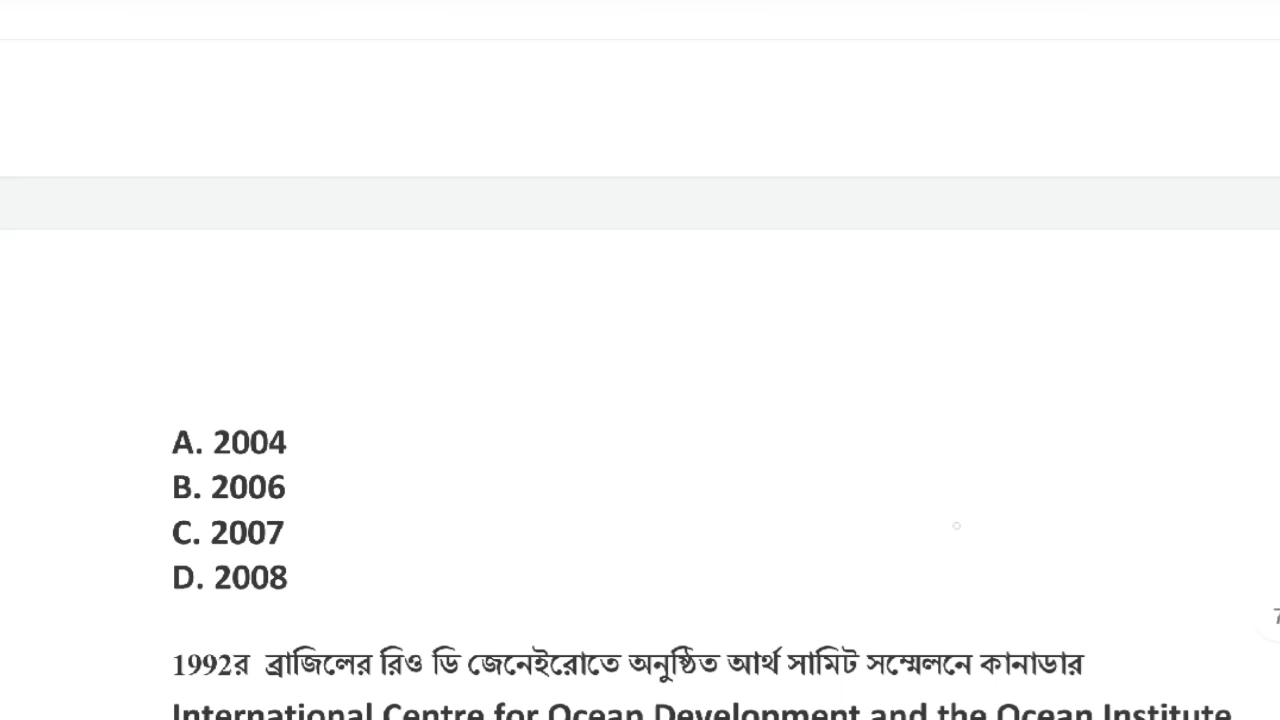 A. 2004
B. 2006
C. 2007
D. 2008
7
1992র ব্রাজিলের রিও ডি জেনেইরোতে অনুষ্ঠিত আর্থ সামিট সম্মেলনে কানাডার
International Centre for Ocean Development and the Ocean Institute